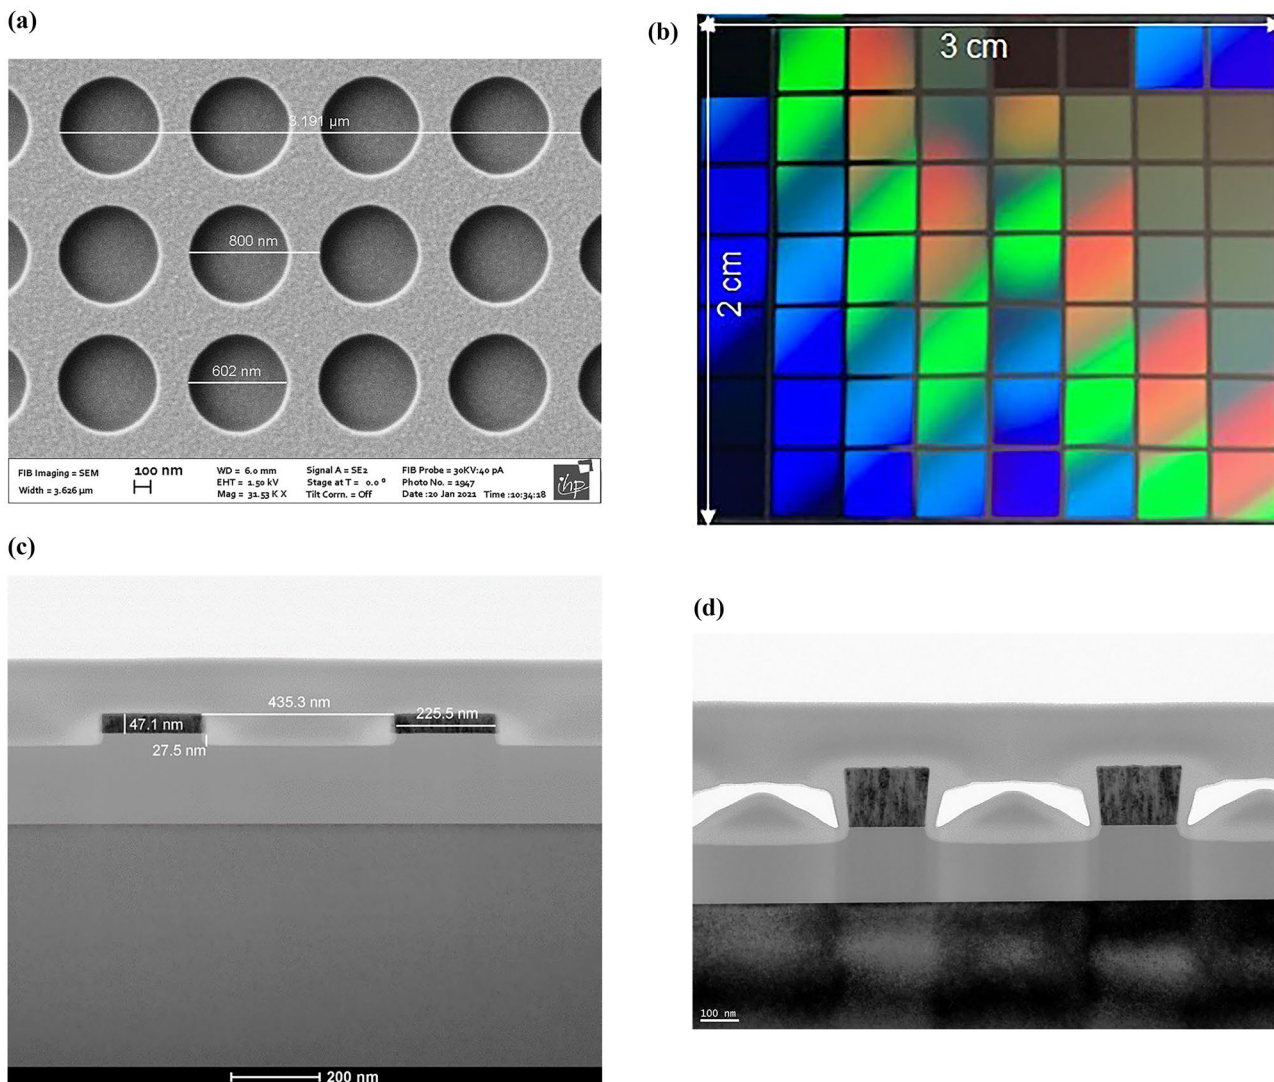 (a)
3.191 µm
800 nm
602 nm
FIB Imaging = SEM
Width = 3.626 µm
100 nm
WD = 6.0 mm
EHT = 1.50 kV
Mag = 31.53 K X
Signal A = SE2
Stage at T = 0.0 °
Tilt Corrn. = Off
FIB Probe = 30KV:40 pA
Photo No. = 1947
Date :20 Jan 2021 Time :10:34:18
ihp
(b)
3 cm
2 cm
(c)
435.3 nm
47.1 nm
225.5 nm
27.5 nm
200 nm
(d)
100 nm